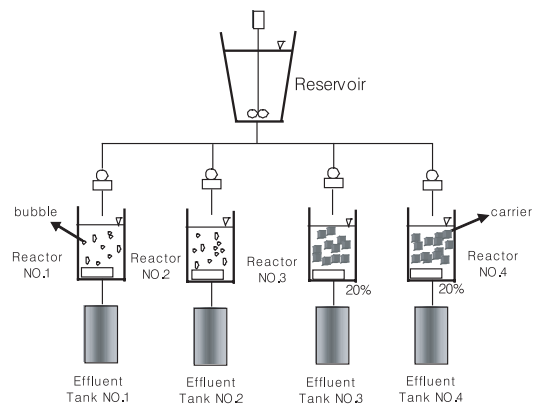 Reservoir
bubble
carrier
Reactor
NO.1
Reactor
NO.2
Reactor
NO.3
Reactor
NO.4
20%
20%
Effluent
Tank NO.1
Effluent
Tank NO.2
Effluent
Tank NO.3
Effluent
Tank NO.4